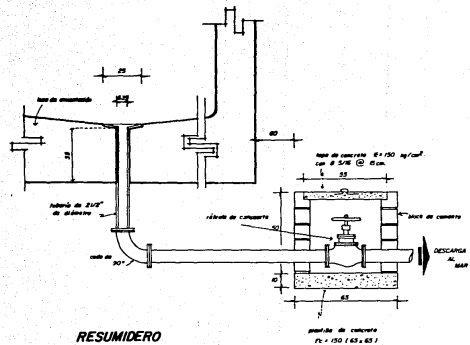 25
losa de cimentación
60
39
tapa de concreto f'c=150 kg/cm²
con Ø 5/16 @ 15 cm.
55
tubería de 2 1/2"
de diámetro
válvula de compuerta
50
block de cemento
codo de
90°
DESCARGA
AL
MAR
10
65
RESUMIDERO
plantilla de concreto
f'c = 150 (65 x 65)